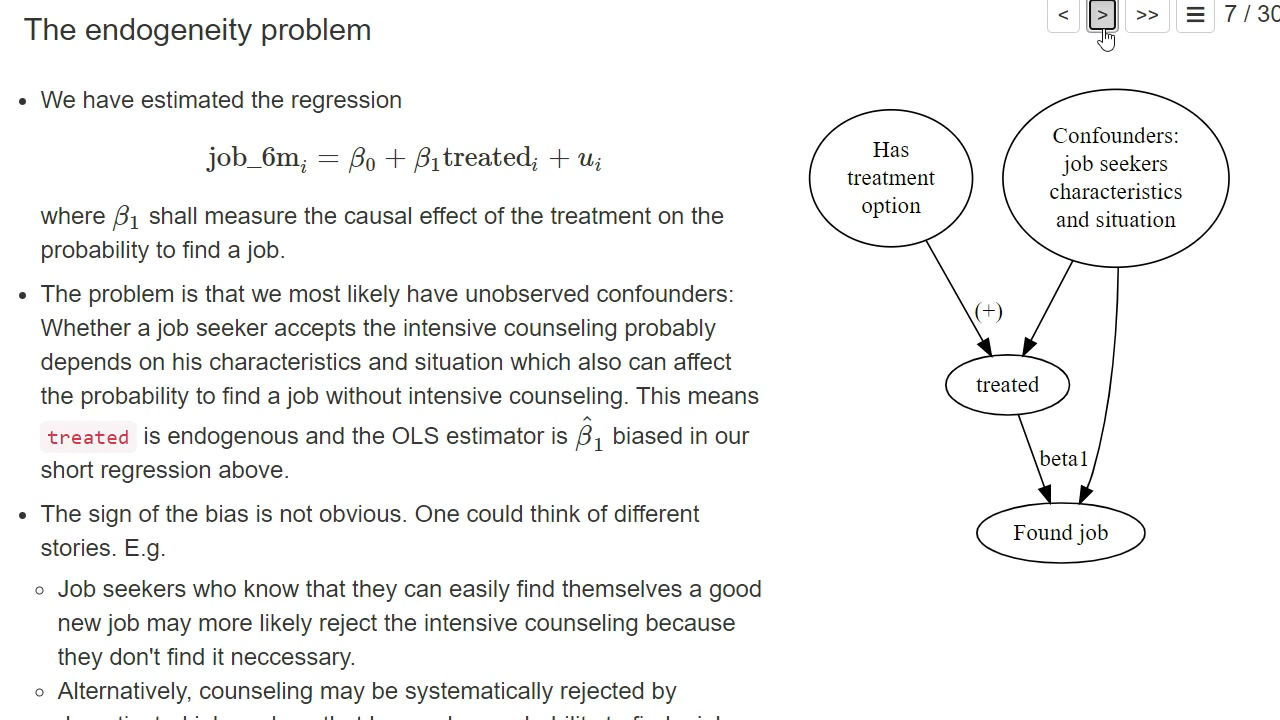 The endogeneity problem
< > >> ≡ 7 / 30
• We have estimated the regression
job_6mᵢ = β₀ + β₁treatedᵢ + uᵢ
where β₁ shall measure the causal effect of the treatment on the
probability to find a job.
• The problem is that we most likely have unobserved confounders:
Whether a job seeker accepts the intensive counseling probably
depends on his characteristics and situation which also can affect
the probability to find a job without intensive counseling. This means
treated is endogenous and the OLS estimator is β̂₁ biased in our
short regression above.
• The sign of the bias is not obvious. One could think of different
stories. E.g.
◦ Job seekers who know that they can easily find themselves a good
new job may more likely reject the intensive counseling because
they don't find it neccessary.
◦ Alternatively, counseling may be systematically rejected by
Has
treatment
option
Confounders:
job seekers
characteristics
and situation
(+)
treated
beta1
Found job